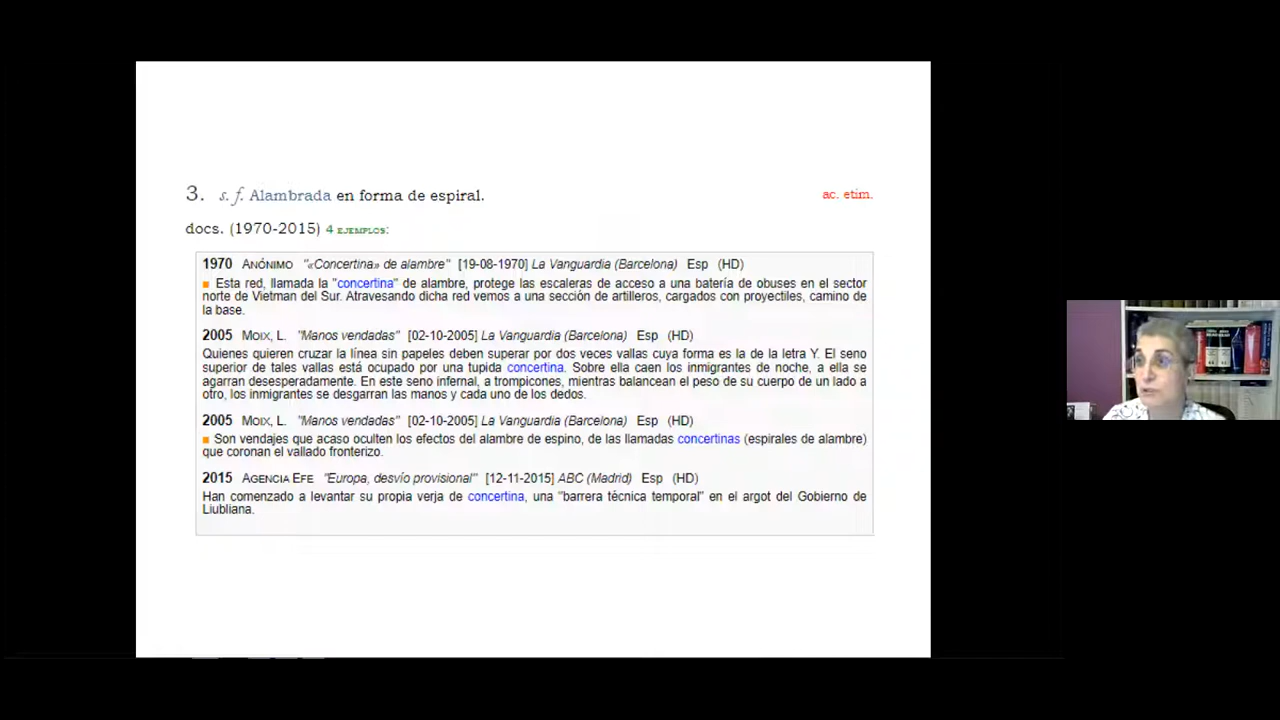 3. s. f. Alambrada en forma de espiral.
ac. etim.
docs. (1970-2015) 4 EJEMPLOS:
1970 ANÓNIMO "«Concertina» de alambre" [19-08-1970] La Vanguardia (Barcelona) Esp (HD)
Esta red, llamada la "concertina" de alambre, protege las escaleras de acceso a una batería de obuses en el sector
norte de Vietman del Sur. Atravesando dicha red vemos a una sección de artilleros, cargados con proyectiles, camino de
la base.
2005 MOIX, L. "Manos vendadas" [02-10-2005] La Vanguardia (Barcelona) Esp (HD)
Quienes quieren cruzar la línea sin papeles deben superar por dos veces vallas cuya forma es la de la letra Y. El seno
superior de tales vallas está ocupado por una tupida concertina. Sobre ella caen los inmigrantes de noche, a ella se
agarran desesperadamente. En este seno infernal, a trompicones, mientras balancean el peso de su cuerpo de un lado a
otro, los inmigrantes se desgarran las manos y cada uno de los dedos.
2005 MOIX, L. "Manos vendadas" [02-10-2005] La Vanguardia (Barcelona) Esp (HD)
Son vendajes que acaso oculten los efectos del alambre de espino, de las llamadas concertinas (espirales de alambre)
que coronan el vallado fronterizo.
2015 AGENCIA EFE "Europa, desvío provisional" [12-11-2015] ABC (Madrid) Esp (HD)
Han comenzado a levantar su propia verja de concertina, una "barrera técnica temporal" en el argot del Gobierno de
Liubliana.